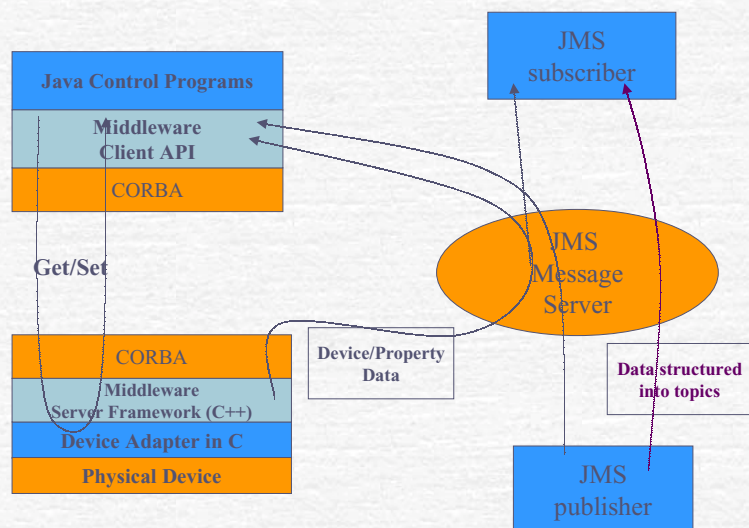 Java Control Programs
Middleware
Client API
CORBA
JMS
subscriber
JMS
Message
Server
Get/Set
CORBA
Middleware
Server Framework (C++)
Device Adapter in C
Physical Device
Device/Property
Data
Data structured
into topics
JMS
publisher